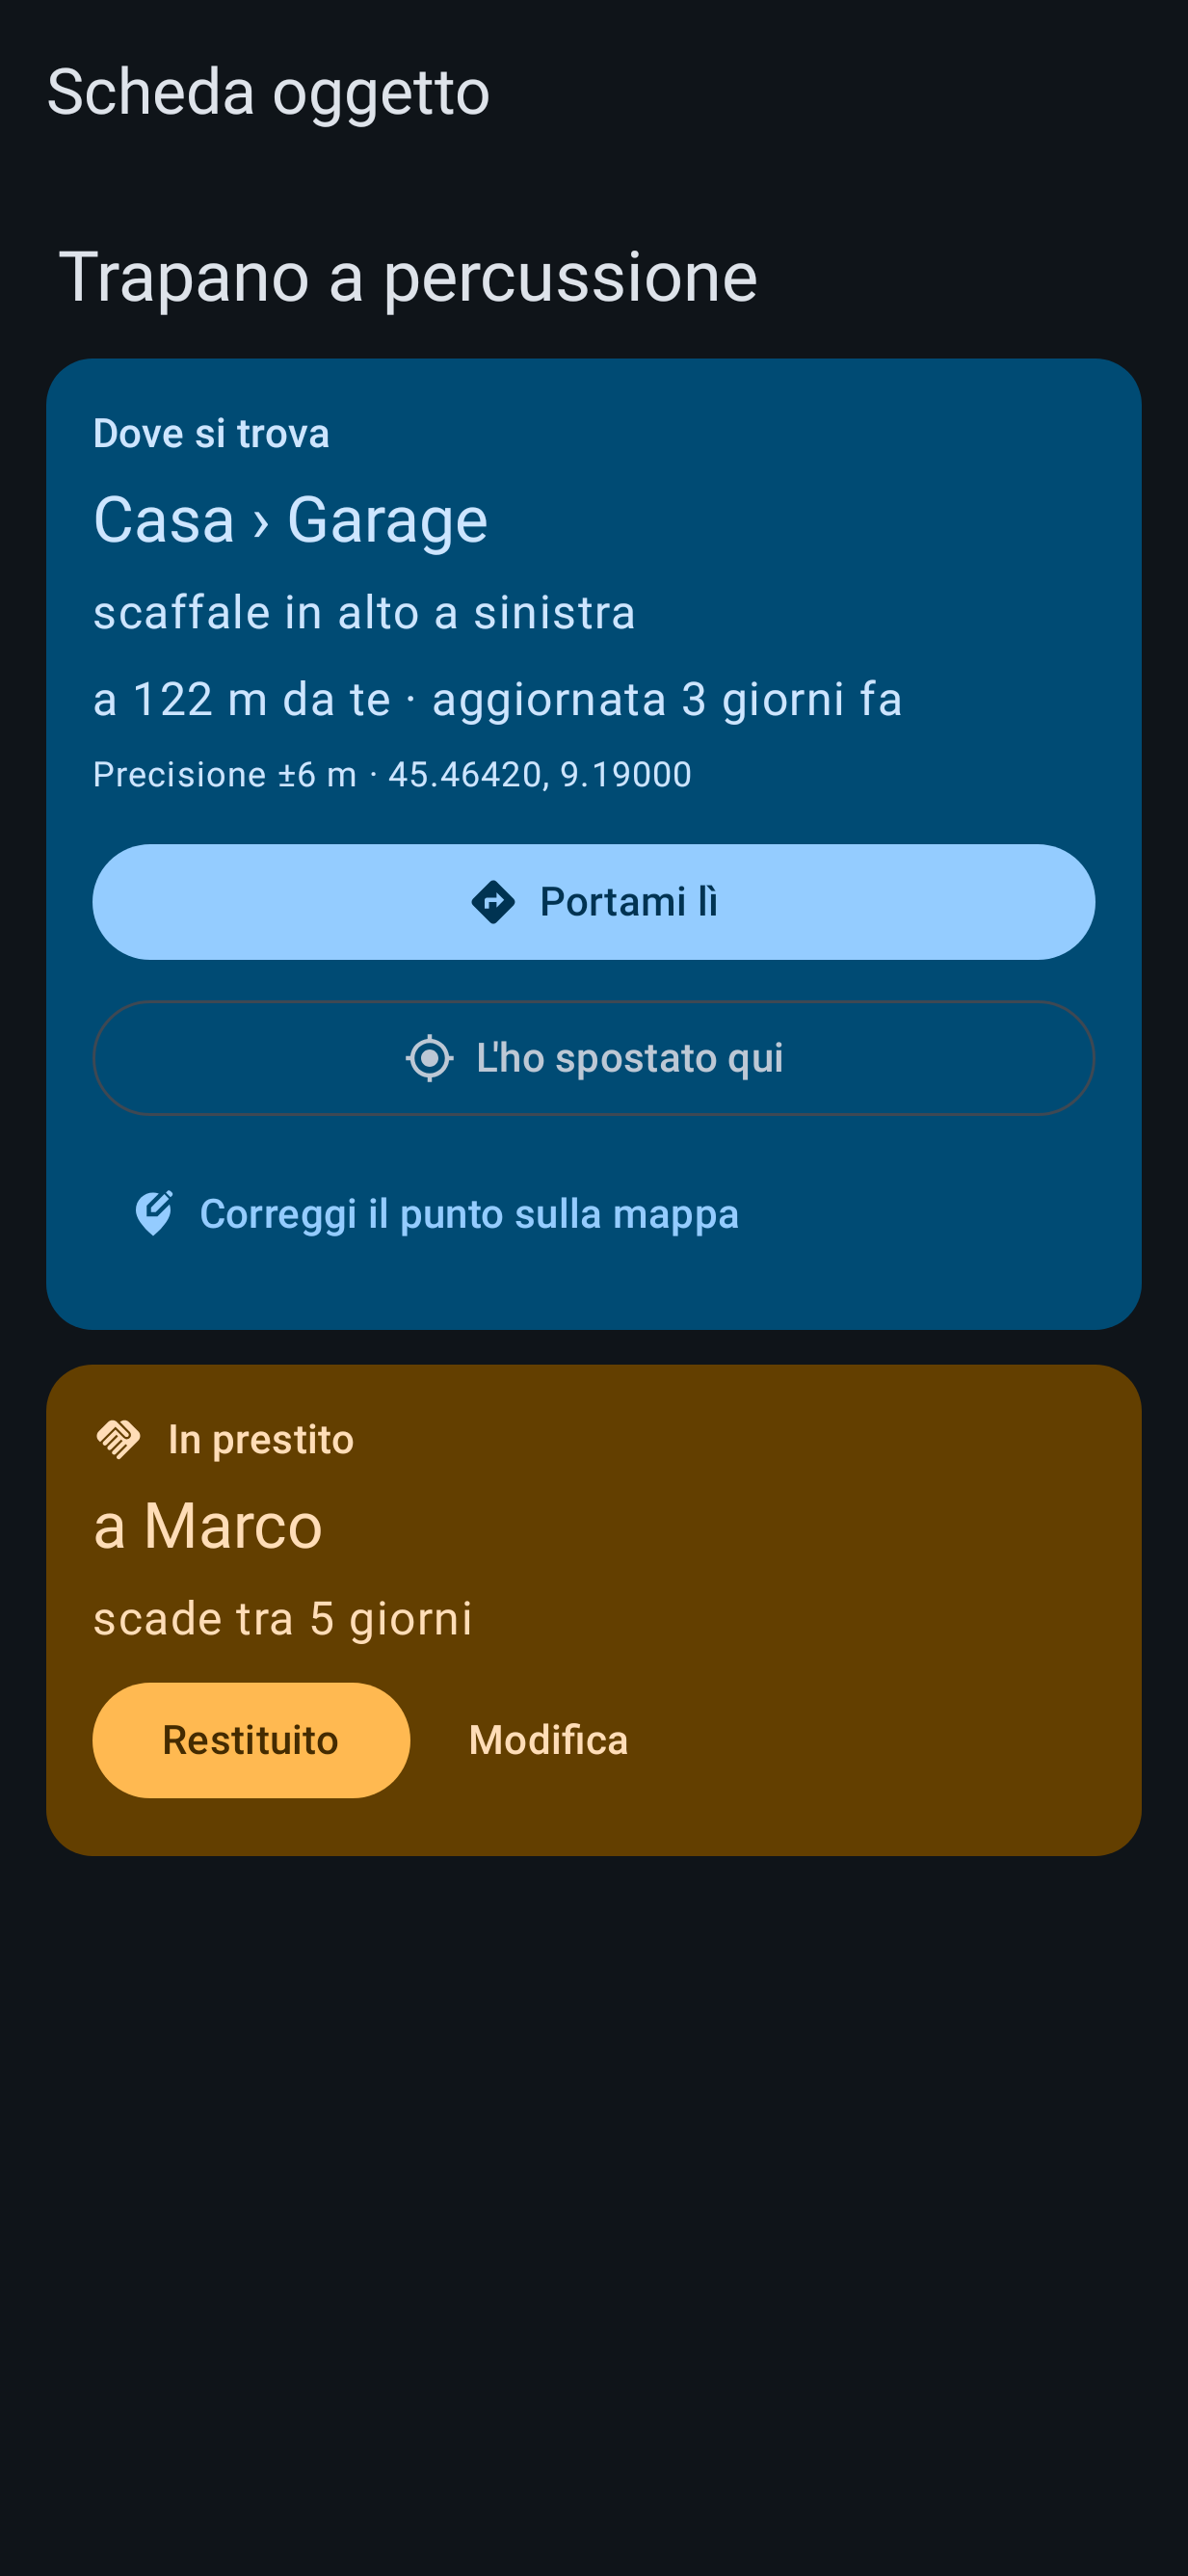 Scheda oggetto
Trapano a percussione
Dove si trova
Casa › Garage
scaffale in alto a sinistra
a 122 m da te · aggiornata 3 giorni fa
Precisione ±6 m · 45.46420, 9.19000
Portami lì
L'ho spostato qui
Correggi il punto sulla mappa
In prestito
a Marco
scade tra 5 giorni
Restituito
Modifica